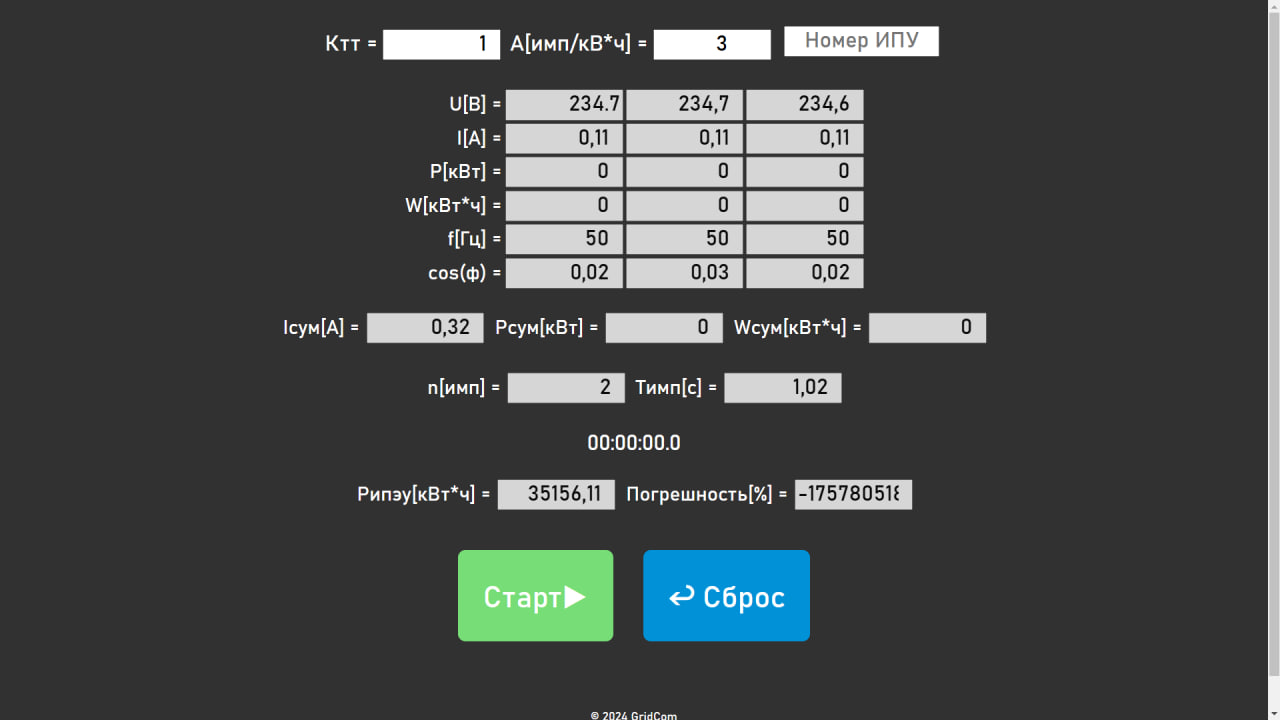 Ктт = 1 А[имп/кВ*ч] = 3 Номер ИПУ
U[В] = 234.7 234,7 234,6
I[А] = 0,11 0,11 0,11
P[кВт] = 0 0 0
W[кВт*ч] = 0 0 0
f[Гц] = 50 50 50
cos(ф) = 0,02 0,03 0,02
Iсум[А] = 0,32 Pсум[кВт] = 0 Wсум[кВт*ч] = 0
n[имп] = 2 Tимп[с] = 1,02
00:00:00.0
Pипэу[кВт*ч] = 35156,11 Погрешность[%] = -175780518
Старт▶ ↩ Сброс
© 2024 GridCom